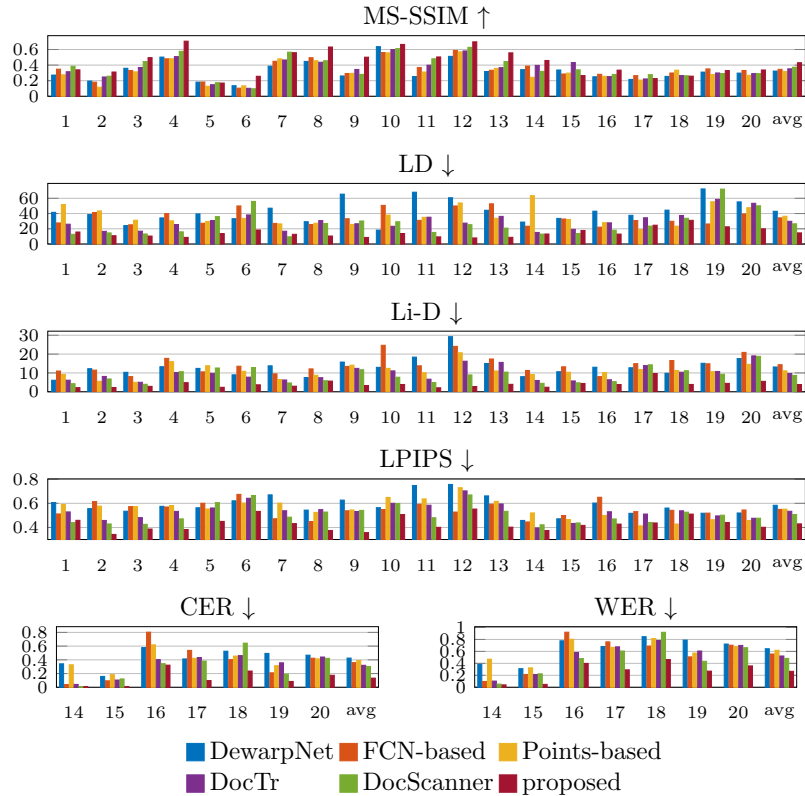 MS-SSIM ↑
0.6
0.4
0.2
0
1 2 3 4 5 6 7 8 9 10 11 12 13 14 15 16 17 18 19 20 avg
LD ↓
60
40
20
0
1 2 3 4 5 6 7 8 9 10 11 12 13 14 15 16 17 18 19 20 avg
Li-D ↓
30
20
10
0
1 2 3 4 5 6 7 8 9 10 11 12 13 14 15 16 17 18 19 20 avg
LPIPS ↓
0.8
0.6
0.4
1 2 3 4 5 6 7 8 9 10 11 12 13 14 15 16 17 18 19 20 avg
CER ↓
0.8
0.6
0.4
0.2
0
14 15 16 17 18 19 20 avg
WER ↓
1
0.8
0.6
0.4
0.2
0
14 15 16 17 18 19 20 avg
DewarpNet FCN-based Points-based
DocTr DocScanner proposed